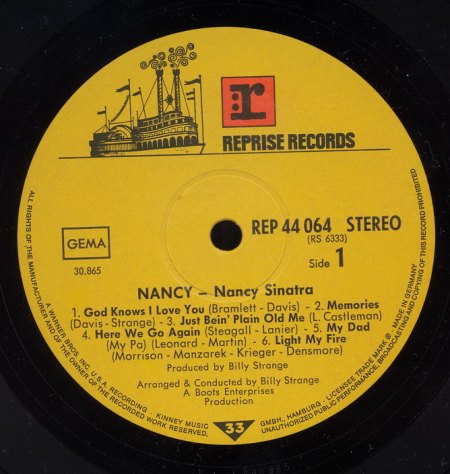 :r
REPRISE RECORDS
REP 44 064 STEREO
(RS 6333)
Side 1
GEMA
30,865
NANCY – Nancy Sinatra
1. God Knows I Love You (Bramlett - Davis) - 2. Memories
(Davis - Strange) - 3. Just Bein' Plain Old Me (L. Castleman)
4. Here We Go Again (Steagall - Lanier) - 5. My Dad
(My Pa) (Leonard - Martin) - 6. Light My Fire
(Morrison - Manzarek - Krieger - Densmore)
Produced by Billy Strange
Arranged & Conducted by Billy Strange
A Boots Enterprises
Production
33
ALL RIGHTS OF THE MANUFACTURER AND OF THE OWNER OF THE RECORDED WORK RESERVED,
A WARNER BROS. INC., U.S.A. RECORDING - KINNEY MUSIC GMBH, HAMBURG, LICENSEE TRADE MARK ® MADE IN GERMANY
UNAUTHORIZED PUBLIC PERFORMANCE, BROADCASTING AND COPYING OF THIS RECORD PROHIBITED